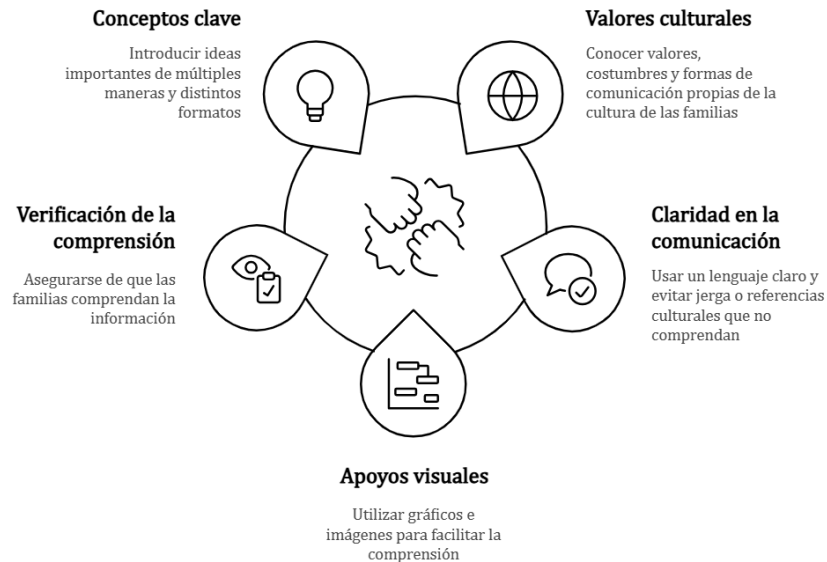 Conceptos clave
Introducir ideas
importantes de múltiples
maneras y distintos
formatos
Valores culturales
Conocer valores,
costumbres y formas de
comunicación propias de la
cultura de las familias
Verificación de la
comprensión
Asegurarse de que las
familias comprendan la
información
Claridad en la
comunicación
Usar un lenguaje claro y
evitar jerga o referencias
culturales que no
comprendan
Apoyos visuales
Utilizar gráficos e
imágenes para facilitar la
comprensión